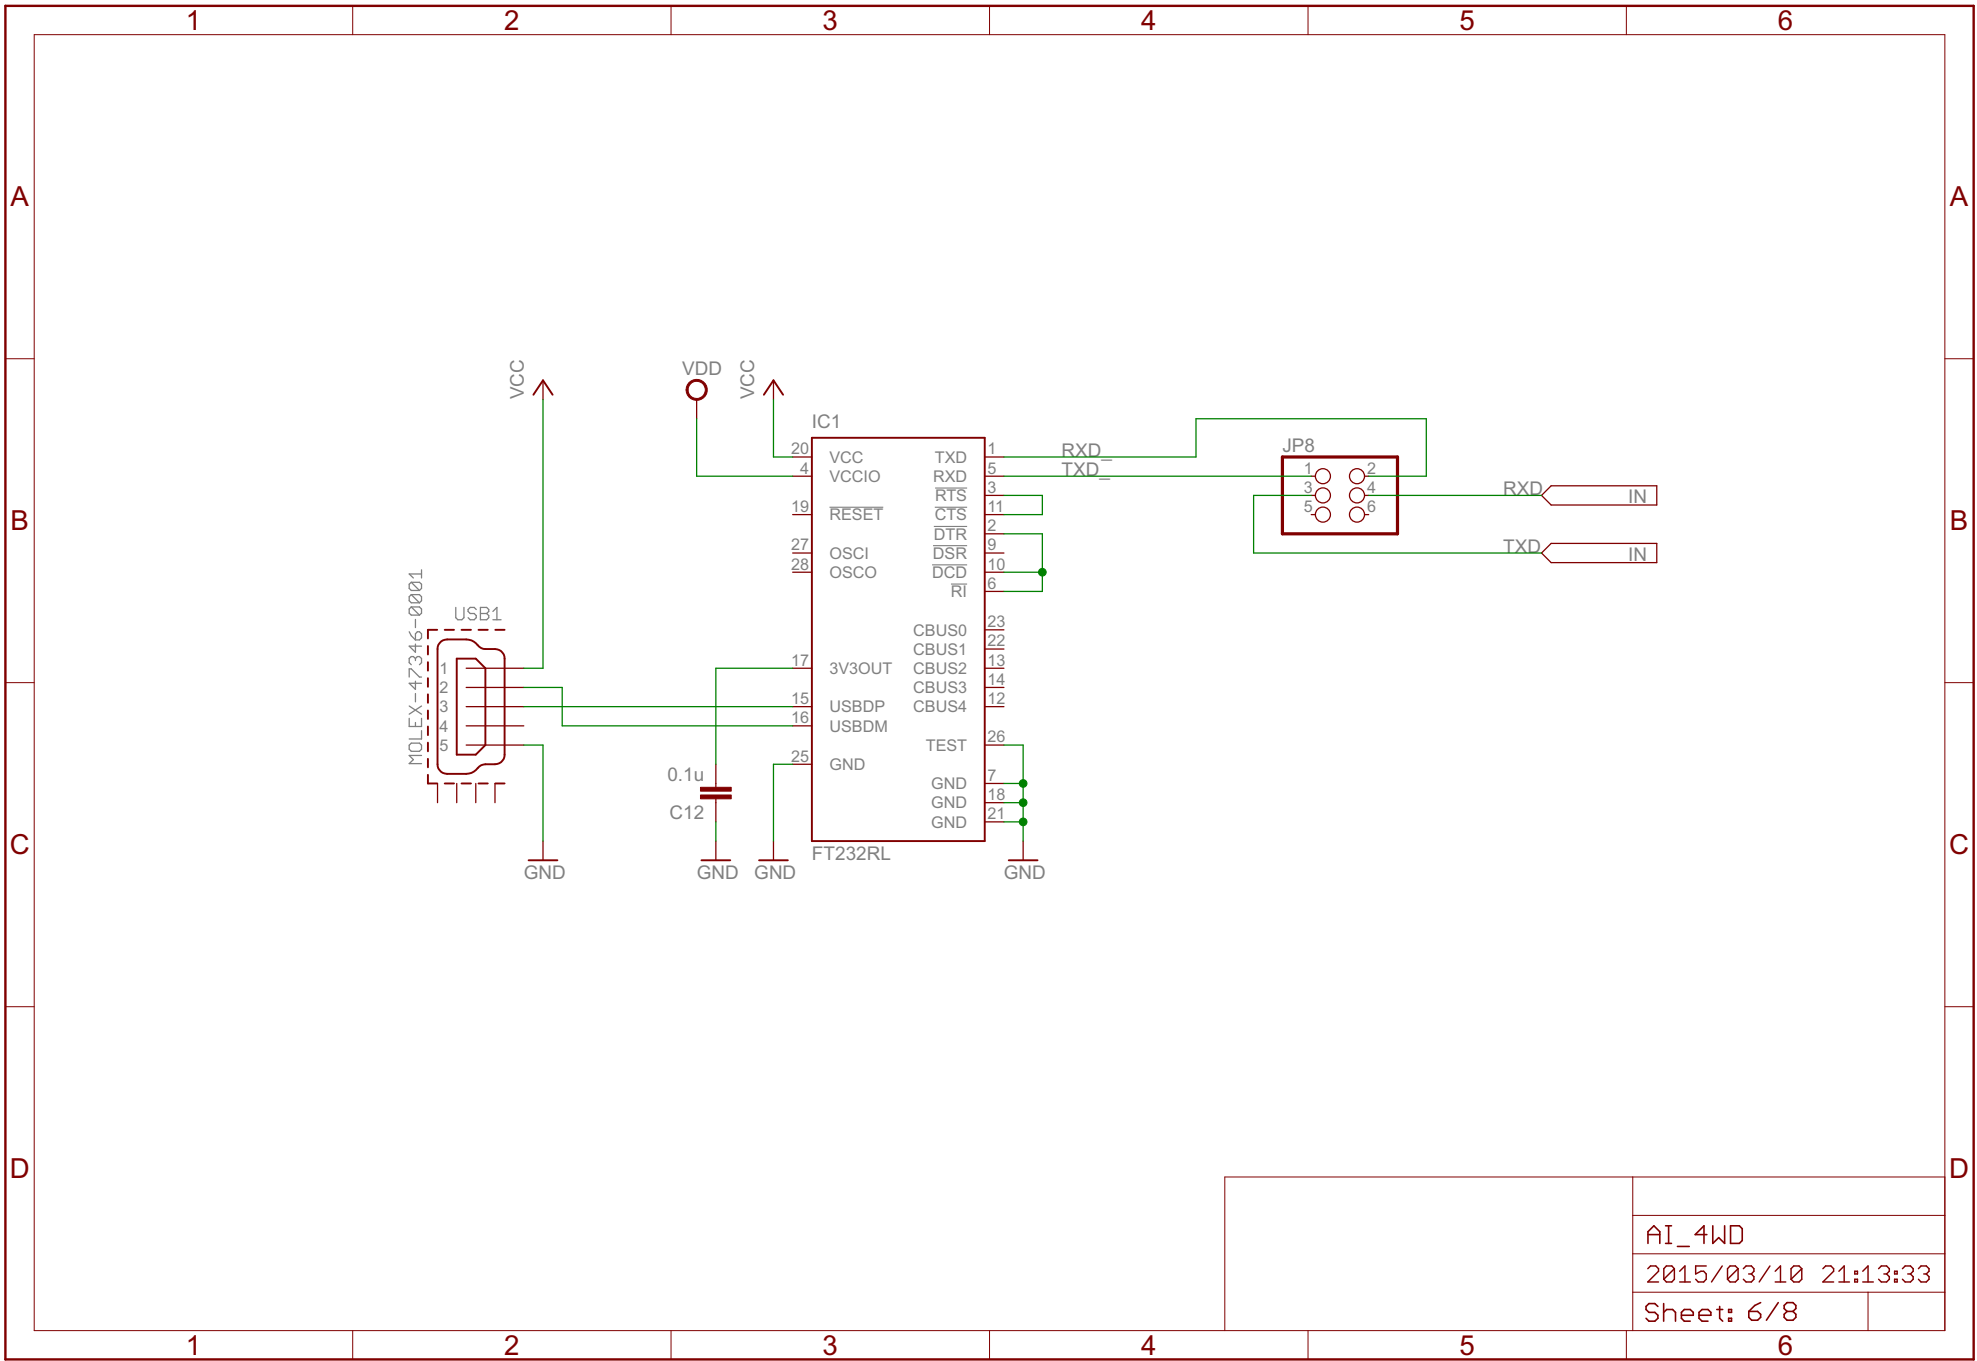 1 2 3 4 5 6
A A
VCC VDD VCC
IC1
20 VCC TXD 1 RXD_
4 VCCIO RXD 5 TXD_
RTS 3
19 RESET CTS 11
DTR 2
27 OSCI DSR 9
28 OSCO DCD 10
RI 6
JP8
1 2
3 4
5 6
RXD IN
TXD IN
B B
MOLEX-47346-0001
USB1
1
2
3
4
5
CBUS0 23
CBUS1 22
17 3V3OUT CBUS2 13
CBUS3 14
15 USBDP CBUS4 12
16 USBDM
TEST 26
25 GND
GND 7
GND 18
GND 21
0.1u
C12
FT232RL
C C
GND GND GND GND
D D
AI_4WD
2015/03/10 21:13:33
Sheet: 6/8
1 2 3 4 5 6